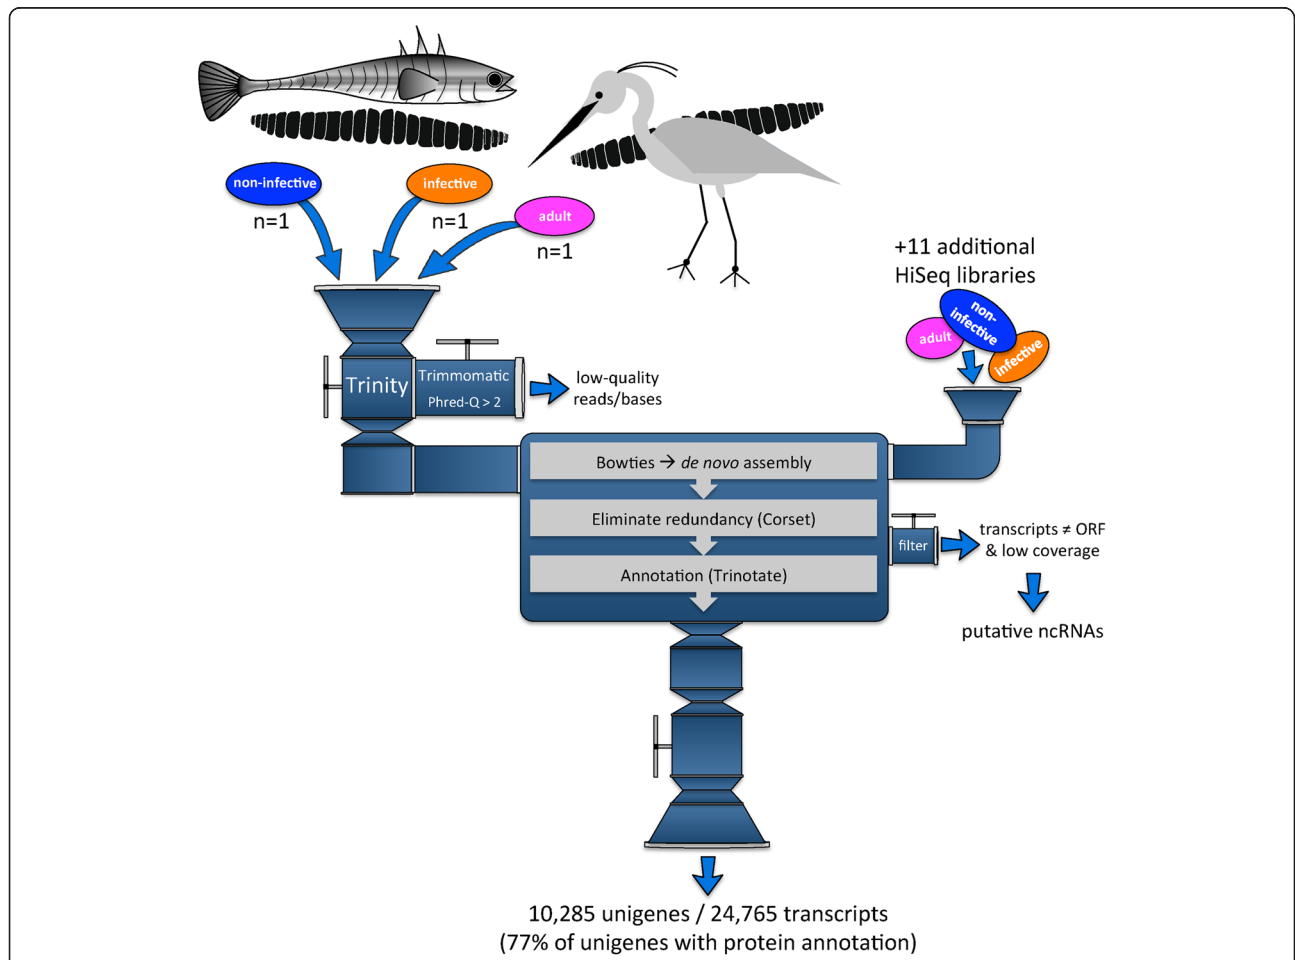 non-infective
n=1
infective
n=1
adult
n=1
+11 additional
HiSeq libraries
non-
infective
adult
infective
Trinity
Trimmomatic
Phred-Q > 2
low-quality
reads/bases
Bowties → de novo assembly
Eliminate redundancy (Corset)
Annotation (Trinotate)
filter
transcripts ≠ ORF
& low coverage
putative ncRNAs
10,285 unigenes / 24,765 transcripts
(77% of unigenes with protein annotation)